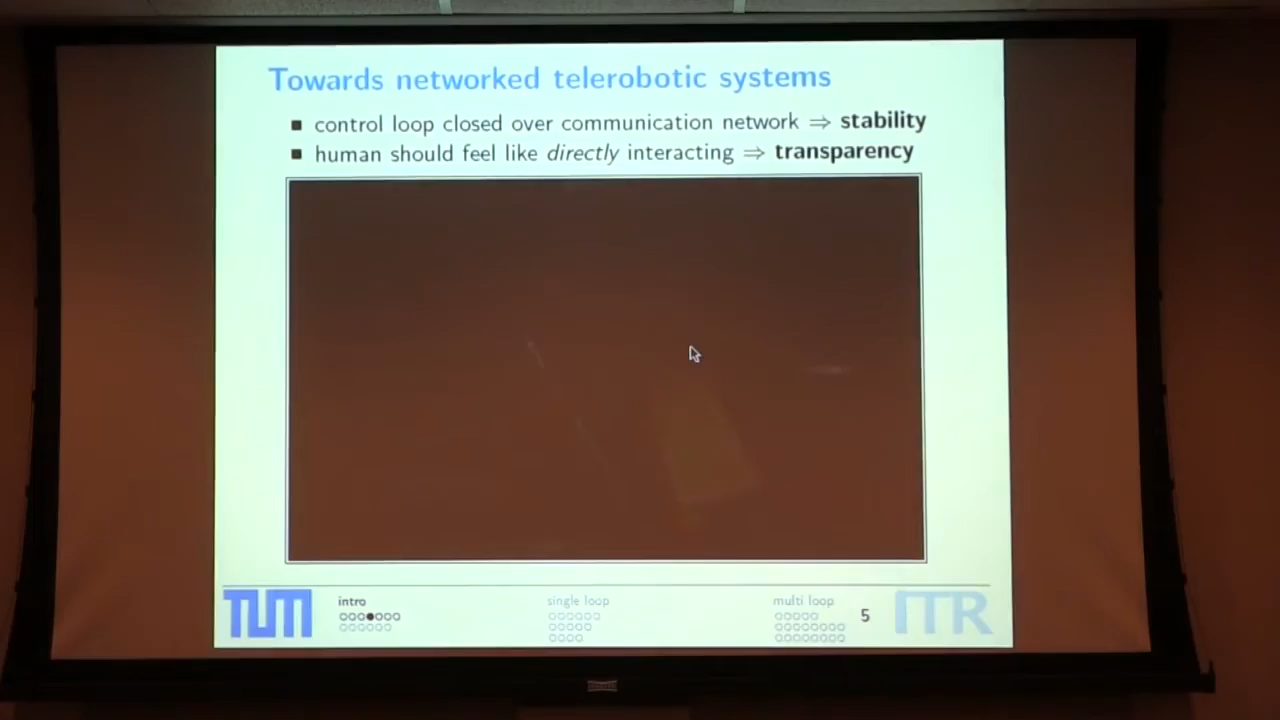 Towards networked telerobotic systems
control loop closed over communication network ⇒ stability
human should feel like directly interacting ⇒ transparency
TUM
intro
single loop
multi loop
5
ITR